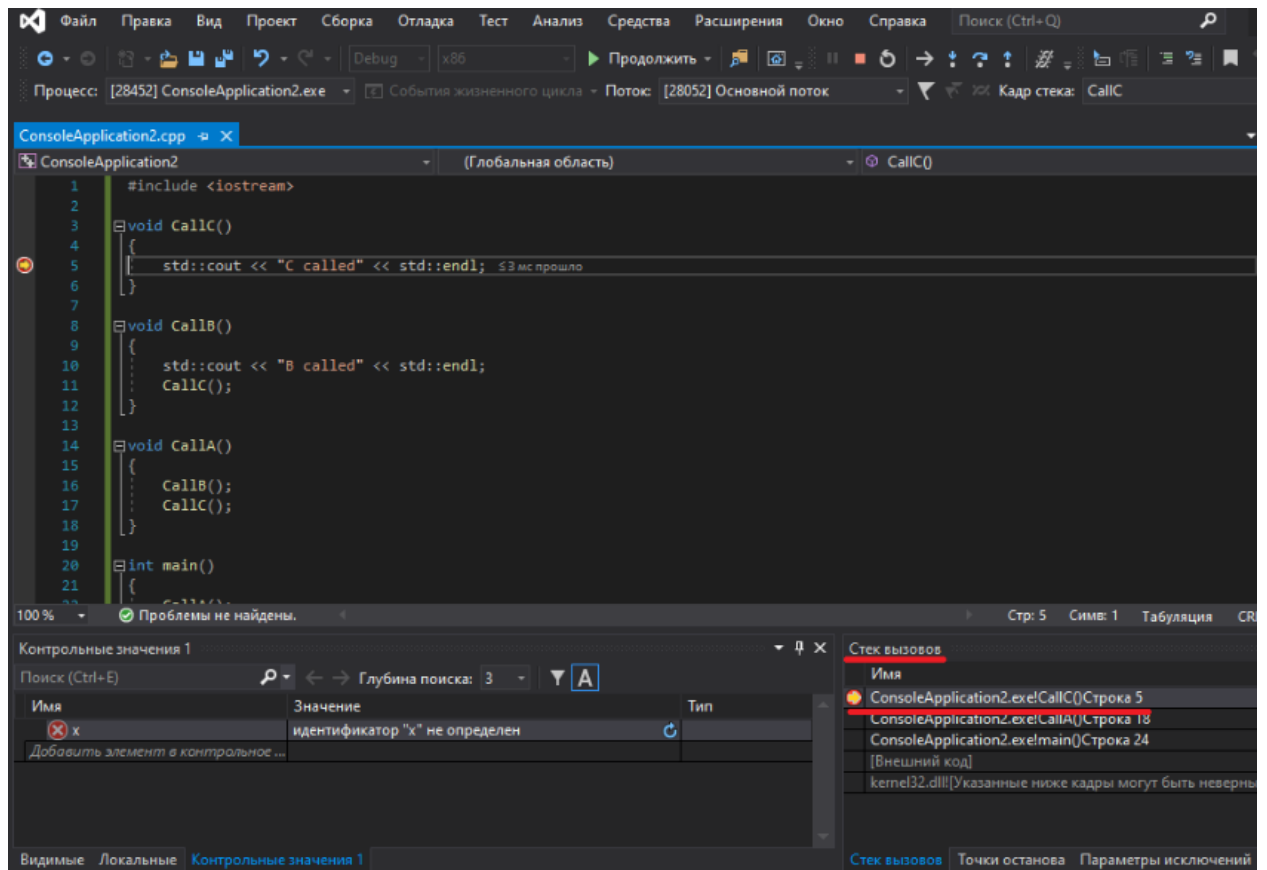 Файл Правка Вид Проект Сборка Отладка Тест Анализ Средства Расширения Окно Справка Поиск (Ctrl+Q)
Debug x86 Продолжить
Процесс: [28452] ConsoleApplication2.exe События жизненного цикла Поток: [28052] Основной поток Кадр стека: CallC
ConsoleApplication2.cpp
ConsoleApplication2 (Глобальная область) CallC()
1 #include <iostream>
2
3 void CallC()
4 {
5 std::cout << "C called" << std::endl; ≤3 мс прошло
6 }
7
8 void CallB()
9 {
10 std::cout << "B called" << std::endl;
11 CallC();
12 }
13
14 void CallA()
15 {
16 CallB();
17 CallC();
18 }
19
20 int main()
21 {
22 CallA();
100 % Проблемы не найдены. Стр: 5 Симв: 1 Табуляция CR
Контрольные значения 1
Поиск (Ctrl+E) Глубина поиска: 3 A
Имя Значение Тип
x идентификатор "x" не определен
Добавить элемент в контрольное ...
Видимые Локальные Контрольные значения 1
Стек вызовов
Имя
ConsoleApplication2.exe!CallC()Строка 5
ConsoleApplication2.exe!CallA()Строка 18
ConsoleApplication2.exe!main()Строка 24
[Внешний код]
kernel32.dll![Указанные ниже кадры могут быть неверны
Стек вызовов Точки останова Параметры исключений